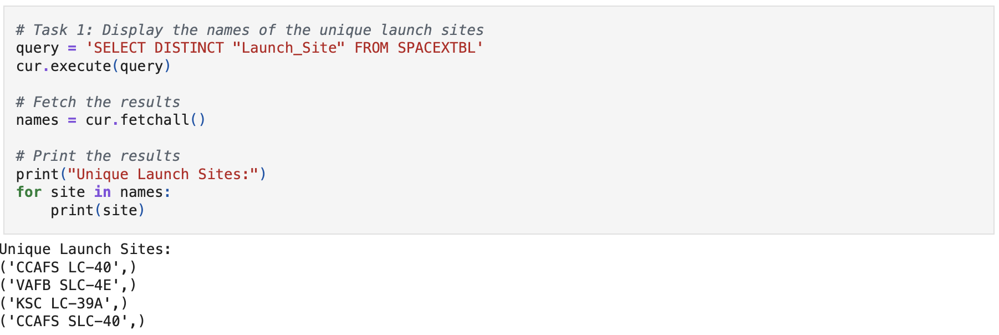 # Task 1: Display the names of the unique launch sites
query = 'SELECT DISTINCT "Launch_Site" FROM SPACEXTBL'
cur.execute(query)
# Fetch the results
names = cur.fetchall()
# Print the results
print("Unique Launch Sites:")
for site in names:
    print(site)
Unique Launch Sites:
('CCAFS LC-40',)
('VAFB SLC-4E',)
('KSC LC-39A',)
('CCAFS SLC-40',)